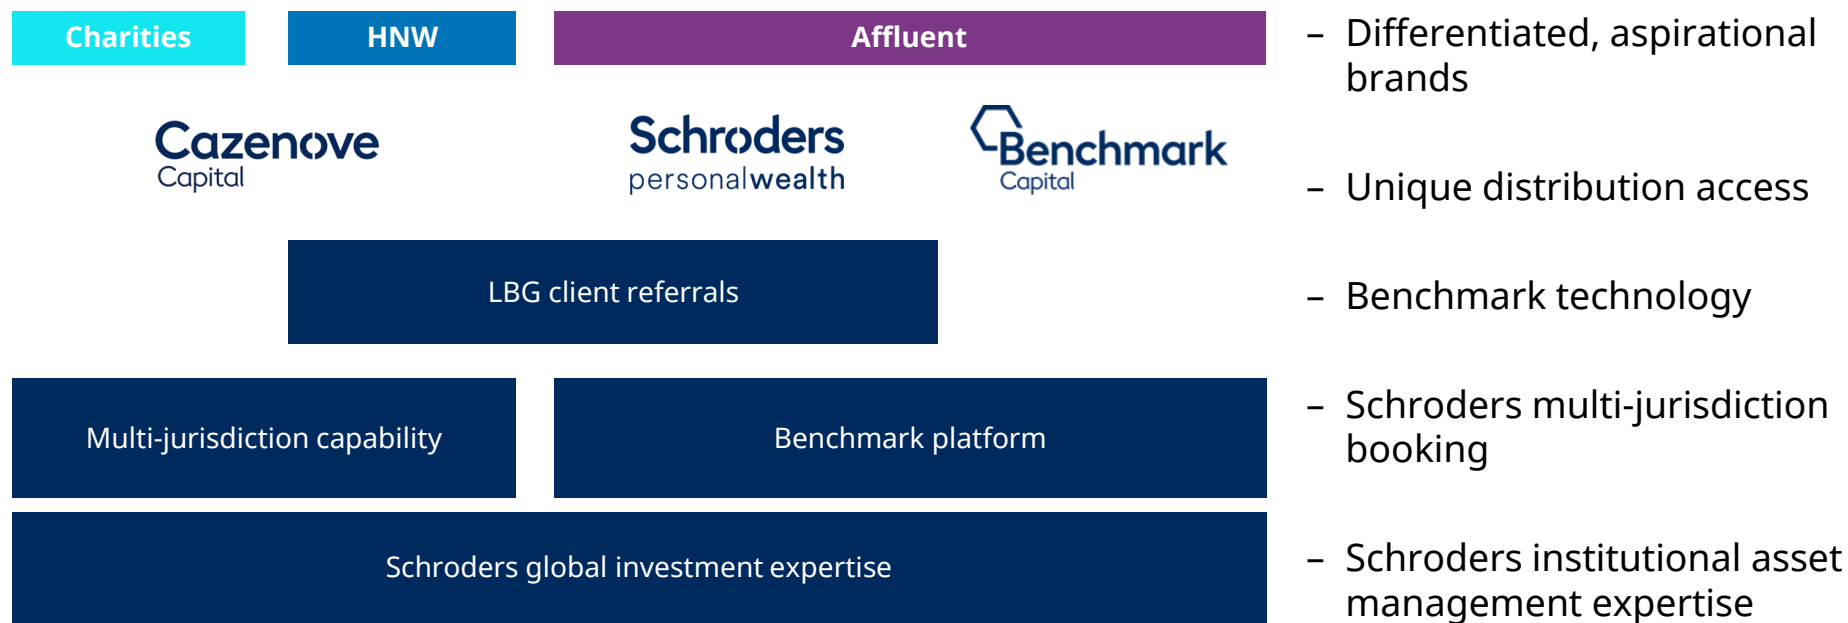 Charities
HNW
Affluent
Cazenove
Capital
Schroders
personalwealth
Benchmark
Capital
LBG client referrals
Multi-jurisdiction capability
Benchmark platform
Schroders global investment expertise
– Differentiated, aspirational
brands
– Unique distribution access
– Benchmark technology
– Schroders multi-jurisdiction
booking
– Schroders institutional asset
management expertise